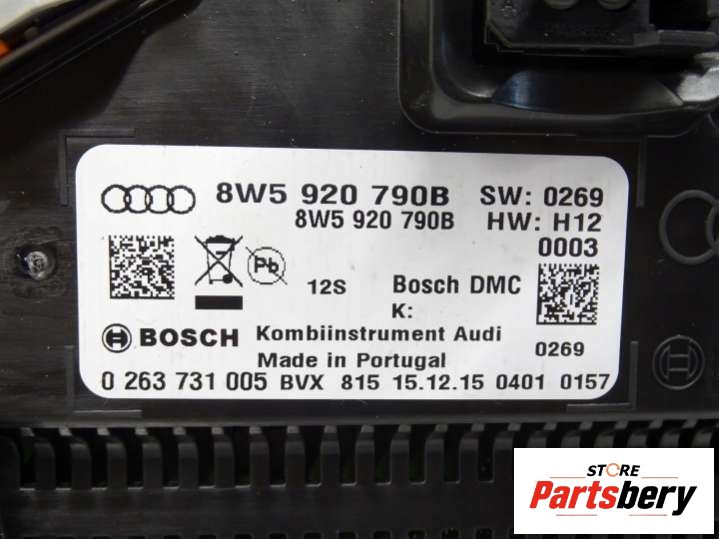 8W5 920 790B SW: 0269
8W5 920 790B HW: H12
0003
Pb
12S Bosch DMC
K:
BOSCH Kombiinstrument Audi
0269
Made in Portugal
0 263 731 005 BVX 815 15.12.15 0401 0157
STORE
Partsbery